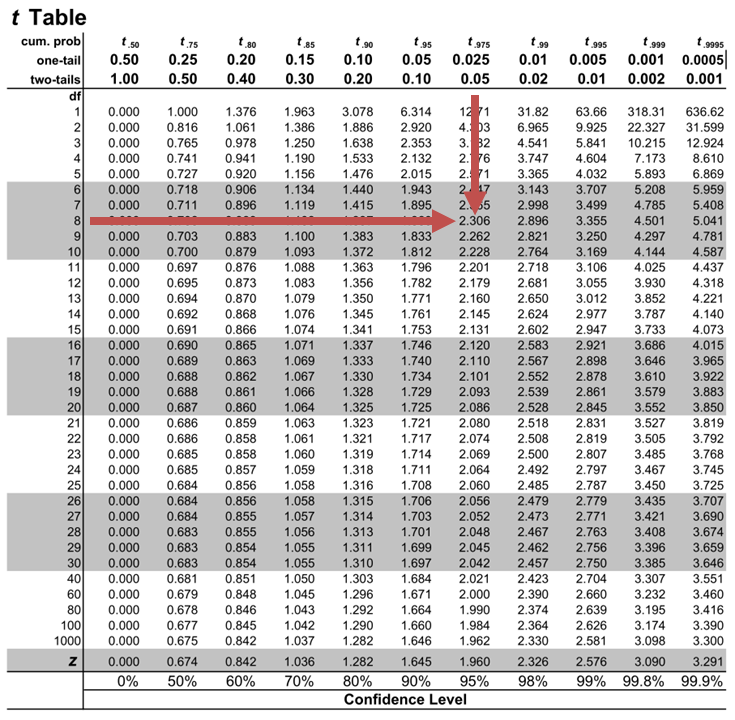 t Table
cum. prob t .50 t .75 t .80 t .85 t .90 t .95 t .975 t .99 t .995 t .999 t .9995
one-tail 0.50 0.25 0.20 0.15 0.10 0.05 0.025 0.01 0.005 0.001 0.0005
two-tails 1.00 0.50 0.40 0.30 0.20 0.10 0.05 0.02 0.01 0.002 0.001
df
1 0.000 1.000 1.376 1.963 3.078 6.314 31.82 63.66 318.31 636.62
2 0.000 0.816 1.061 1.386 1.886 2.920 6.965 9.925 22.327 31.599
3 0.000 0.765 0.978 1.250 1.638 2.353 4.541 5.841 10.215 12.924
4 0.000 0.741 0.941 1.190 1.533 2.132 3.747 4.604 7.173 8.610
5 0.000 0.727 0.920 1.156 1.476 2.015 3.365 4.032 5.893 6.869
6 0.000 0.718 0.906 1.134 1.440 1.943 3.143 3.707 5.208 5.959
7 0.000 0.711 0.896 1.119 1.415 1.895 2.998 3.499 4.785 5.408
8 2.306 2.896 3.355 4.501 5.041
9 0.000 0.703 0.883 1.100 1.383 1.833 2.262 2.821 3.250 4.297 4.781
10 0.000 0.700 0.879 1.093 1.372 1.812 2.228 2.764 3.169 4.144 4.587
11 0.000 0.697 0.876 1.088 1.363 1.796 2.201 2.718 3.106 4.025 4.437
12 0.000 0.695 0.873 1.083 1.356 1.782 2.179 2.681 3.055 3.930 4.318
13 0.000 0.694 0.870 1.079 1.350 1.771 2.160 2.650 3.012 3.852 4.221
14 0.000 0.692 0.868 1.076 1.345 1.761 2.145 2.624 2.977 3.787 4.140
15 0.000 0.691 0.866 1.074 1.341 1.753 2.131 2.602 2.947 3.733 4.073
16 0.000 0.690 0.865 1.071 1.337 1.746 2.120 2.583 2.921 3.686 4.015
17 0.000 0.689 0.863 1.069 1.333 1.740 2.110 2.567 2.898 3.646 3.965
18 0.000 0.688 0.862 1.067 1.330 1.734 2.101 2.552 2.878 3.610 3.922
19 0.000 0.688 0.861 1.066 1.328 1.729 2.093 2.539 2.861 3.579 3.883
20 0.000 0.687 0.860 1.064 1.325 1.725 2.086 2.528 2.845 3.552 3.850
21 0.000 0.686 0.859 1.063 1.323 1.721 2.080 2.518 2.831 3.527 3.819
22 0.000 0.686 0.858 1.061 1.321 1.717 2.074 2.508 2.819 3.505 3.792
23 0.000 0.685 0.858 1.060 1.319 1.714 2.069 2.500 2.807 3.485 3.768
24 0.000 0.685 0.857 1.059 1.318 1.711 2.064 2.492 2.797 3.467 3.745
25 0.000 0.684 0.856 1.058 1.316 1.708 2.060 2.485 2.787 3.450 3.725
26 0.000 0.684 0.856 1.058 1.315 1.706 2.056 2.479 2.779 3.435 3.707
27 0.000 0.684 0.855 1.057 1.314 1.703 2.052 2.473 2.771 3.421 3.690
28 0.000 0.683 0.855 1.056 1.313 1.701 2.048 2.467 2.763 3.408 3.674
29 0.000 0.683 0.854 1.055 1.311 1.699 2.045 2.462 2.756 3.396 3.659
30 0.000 0.683 0.854 1.055 1.310 1.697 2.042 2.457 2.750 3.385 3.646
40 0.000 0.681 0.851 1.050 1.303 1.684 2.021 2.423 2.704 3.307 3.551
60 0.000 0.679 0.848 1.045 1.296 1.671 2.000 2.390 2.660 3.232 3.460
80 0.000 0.678 0.846 1.043 1.292 1.664 1.990 2.374 2.639 3.195 3.416
100 0.000 0.677 0.845 1.042 1.290 1.660 1.984 2.364 2.626 3.174 3.390
1000 0.000 0.675 0.842 1.037 1.282 1.646 1.962 2.330 2.581 3.098 3.300
Z 0.000 0.674 0.842 1.036 1.282 1.645 1.960 2.326 2.576 3.090 3.291
0% 50% 60% 70% 80% 90% 95% 98% 99% 99.8% 99.9%
Confidence Level